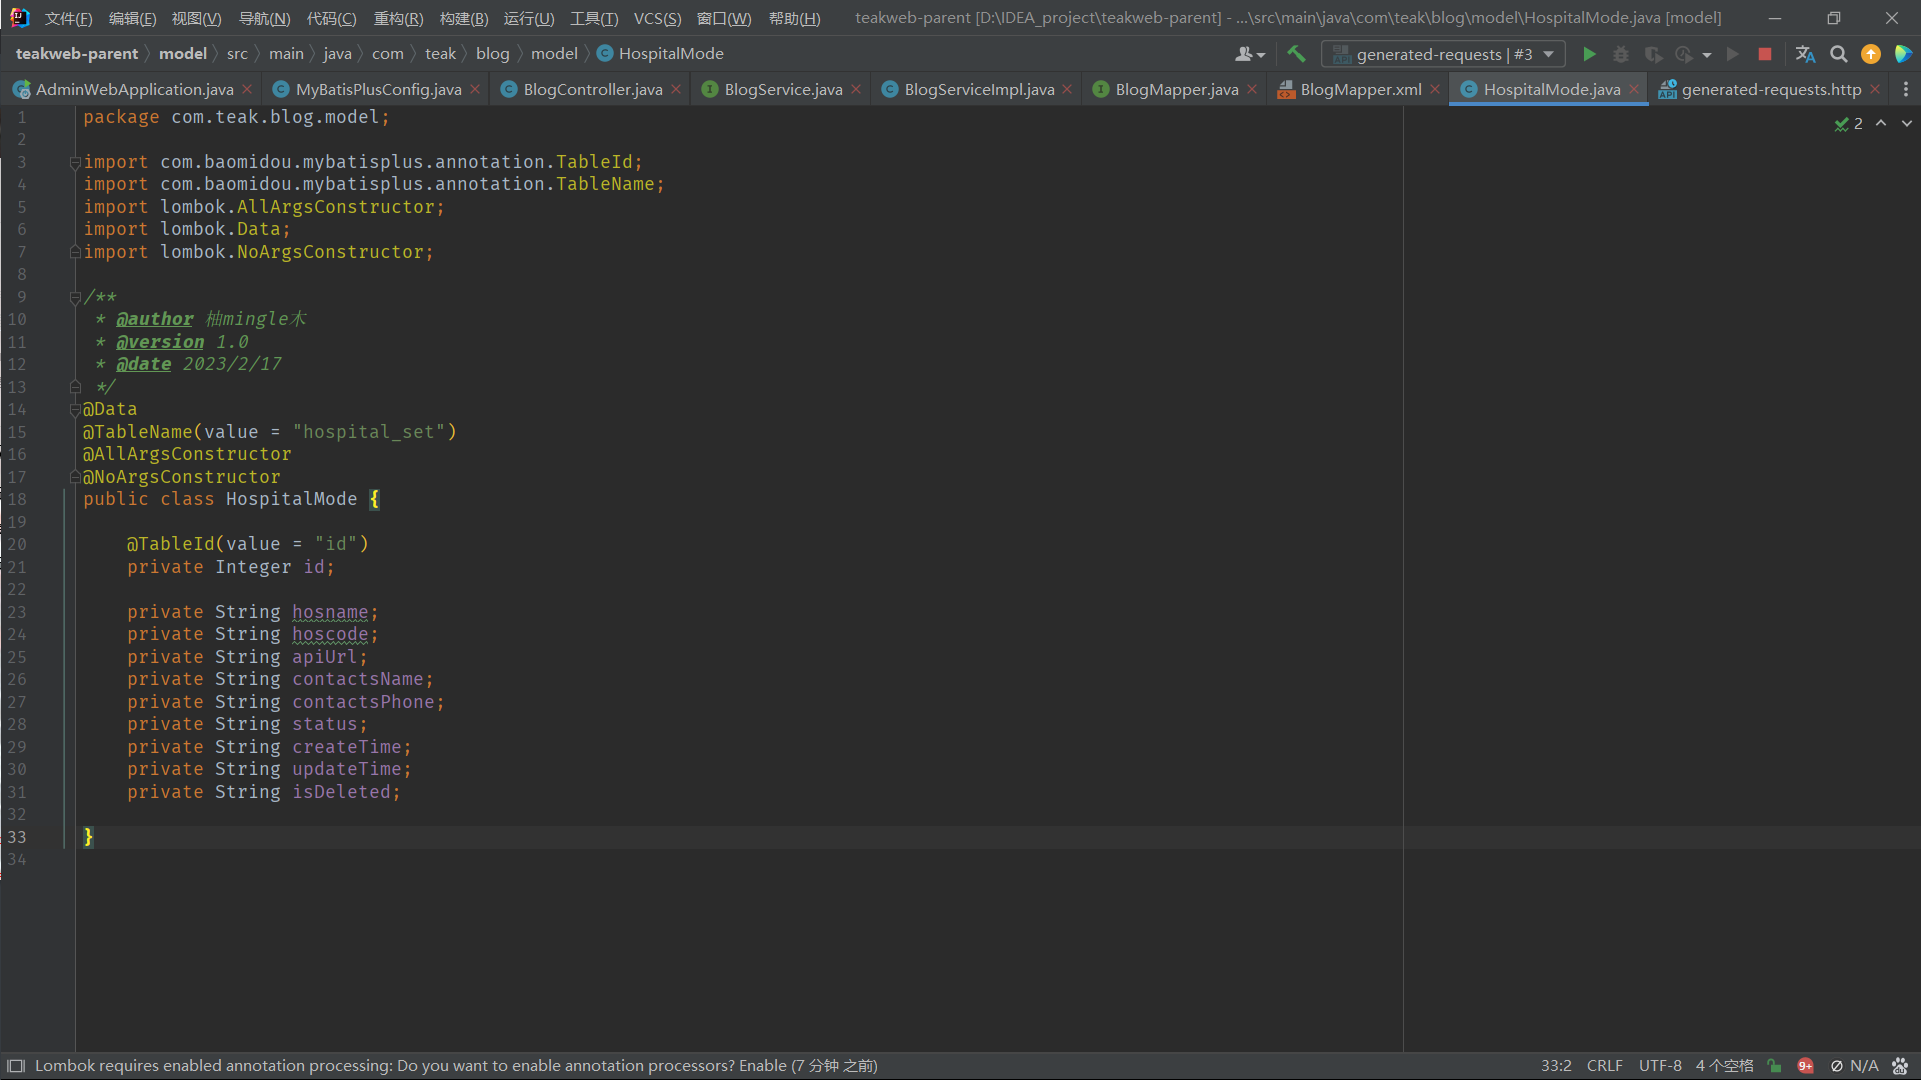 文件(F) 编辑(E) 视图(V) 导航(N) 代码(C) 重构(R) 构建(B) 运行(U) 工具(T) VCS(S) 窗口(W) 帮助(H) teakweb-parent [D:\IDEA_project\teakweb-parent] - ...\src\main\java\com\teak\blog\model\HospitalMode.java [model]
teakweb-parent model src main java com teak blog model HospitalMode generated-requests | #3
AdminWebApplication.java MyBatisPlusConfig.java BlogController.java BlogService.java BlogServiceImpl.java BlogMapper.java BlogMapper.xml HospitalMode.java generated-requests.http
2
1 package com.teak.blog.model;
2
3 import com.baomidou.mybatisplus.annotation.TableId;
4 import com.baomidou.mybatisplus.annotation.TableName;
5 import lombok.AllArgsConstructor;
6 import lombok.Data;
7 import lombok.NoArgsConstructor;
8
9 /**
10 * @author 柚mingle木
11 * @version 1.0
12 * @date 2023/2/17
13 */
14 @Data
15 @TableName(value = "hospital_set")
16 @AllArgsConstructor
17 @NoArgsConstructor
18 public class HospitalMode {
19
20 @TableId(value = "id")
21 private Integer id;
22
23 private String hosname;
24 private String hoscode;
25 private String apiUrl;
26 private String contactsName;
27 private String contactsPhone;
28 private String status;
29 private String createTime;
30 private String updateTime;
31 private String isDeleted;
32
33 }
34
Lombok requires enabled annotation processing: Do you want to enable annotation processors? Enable (7 分钟 之前) 33:2 CRLF UTF-8 4 个空格 9+ N/A